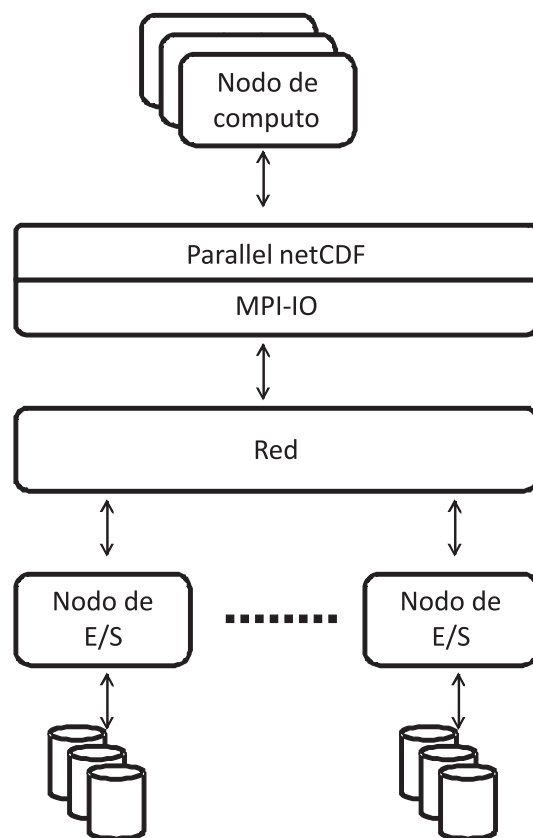 Nodo de
computo
Parallel netCDF
MPI-IO
Red
Nodo de
E/S
Nodo de
E/S